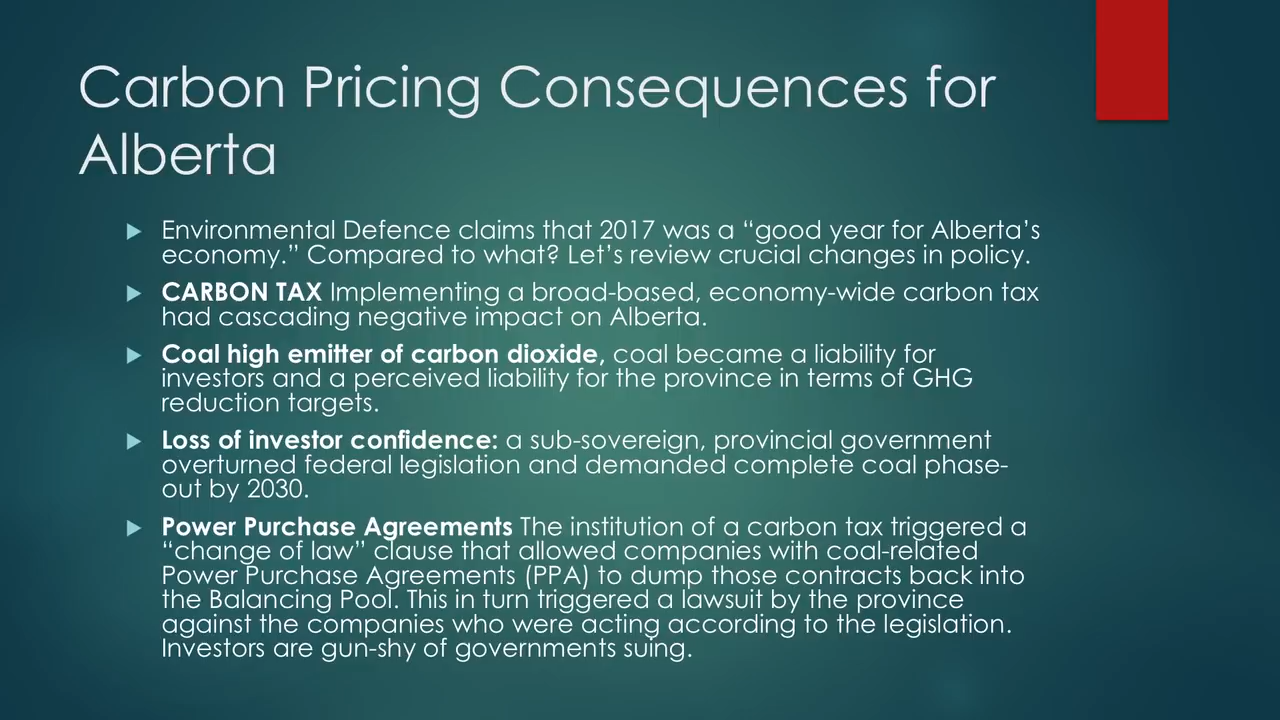 Carbon Pricing Consequences for
Alberta
Environmental Defence claims that 2017 was a “good year for Alberta’s
economy.” Compared to what? Let’s review crucial changes in policy.
CARBON TAX Implementing a broad-based, economy-wide carbon tax
had cascading negative impact on Alberta.
Coal high emitter of carbon dioxide, coal became a liability for
investors and a perceived liability for the province in terms of GHG
reduction targets.
Loss of investor confidence: a sub-sovereign, provincial government
overturned federal legislation and demanded complete coal phase-
out by 2030.
Power Purchase Agreements The institution of a carbon tax triggered a
“change of law” clause that allowed companies with coal-related
Power Purchase Agreements (PPA) to dump those contracts back into
the Balancing Pool. This in turn triggered a lawsuit by the province
against the companies who were acting according to the legislation.
Investors are gun-shy of governments suing.